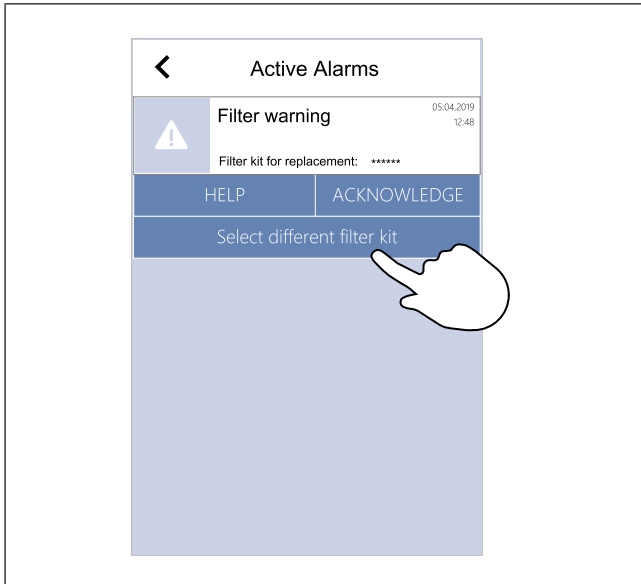 Active Alarms
Filter warning
05.04.2019
12:48
Filter kit for replacement: ******
HELP
ACKNOWLEDGE
Select different filter kit